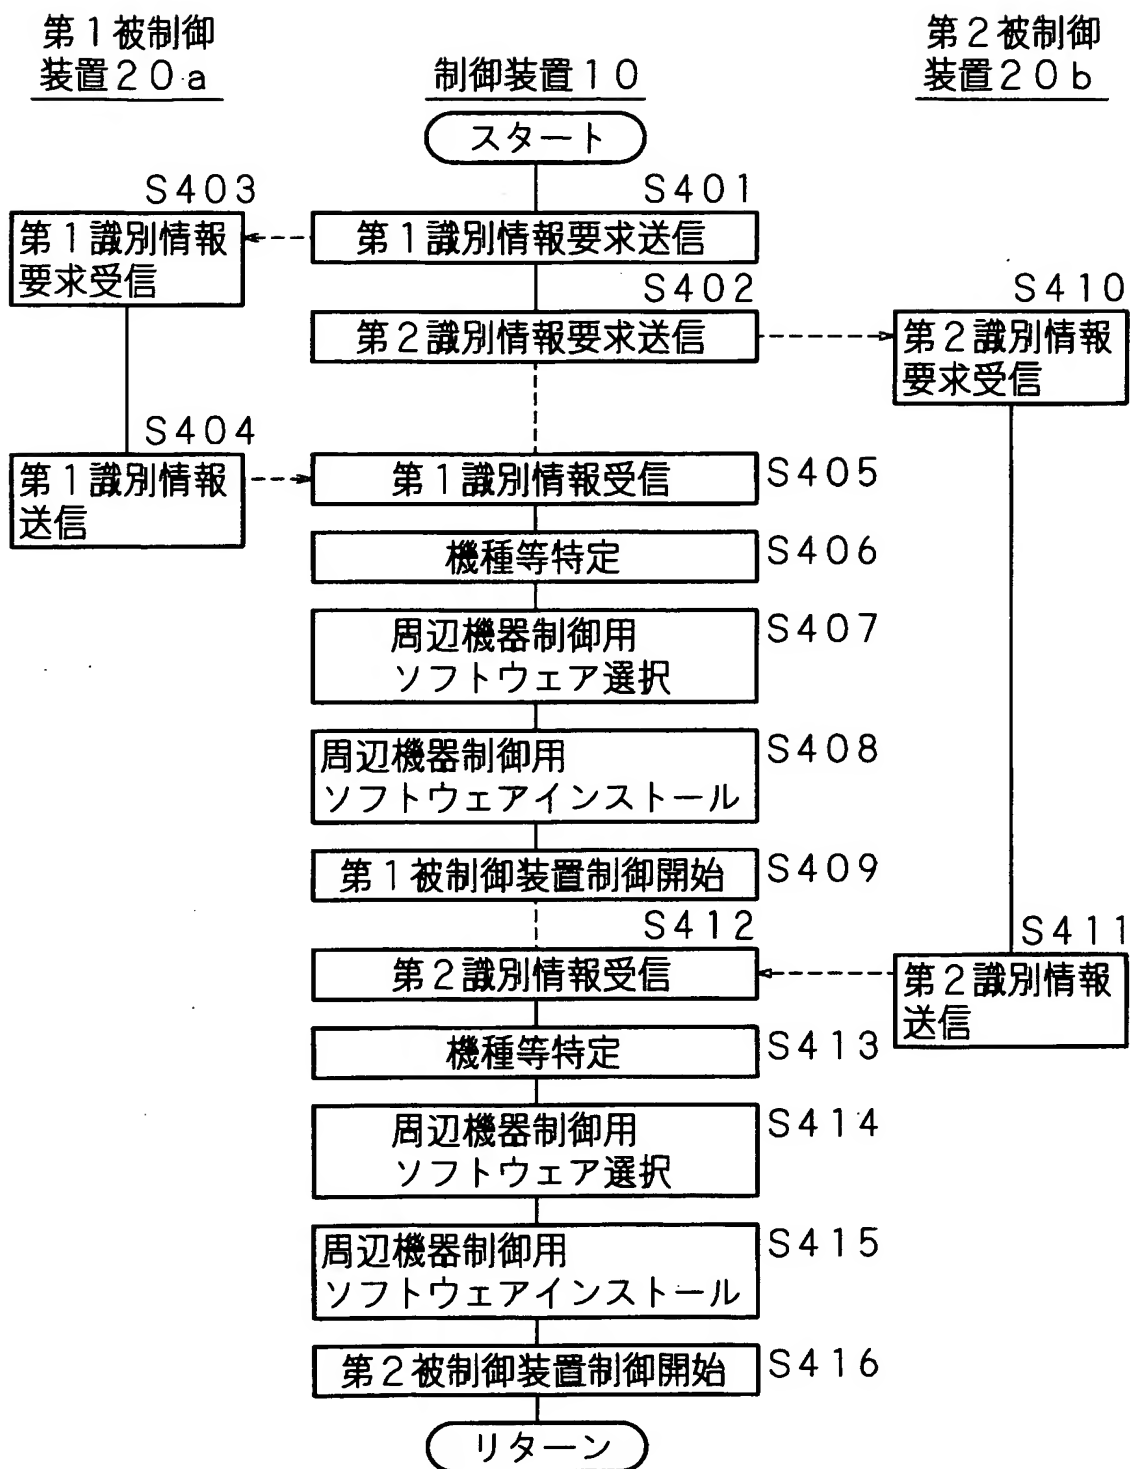 第1被制御
装置20a
制御装置10
第2被制御
装置20b
スタート
S403
S401
第1識別情報
要求受信
第1識別情報要求送信
S402
S410
第2識別情報要求送信
第2識別情報
要求受信
S404
第1識別情報
送信
第1識別情報受信
S405
機種等特定
S406
周辺機器制御用
ソフトウェア選択
S407
周辺機器制御用
ソフトウェアインストール
S408
第1被制御装置制御開始
S409
S412
S411
第2識別情報受信
第2識別情報
送信
機種等特定
S413
周辺機器制御用
ソフトウェア選択
S414
周辺機器制御用
ソフトウェアインストール
S415
第2被制御装置制御開始
S416
リターン